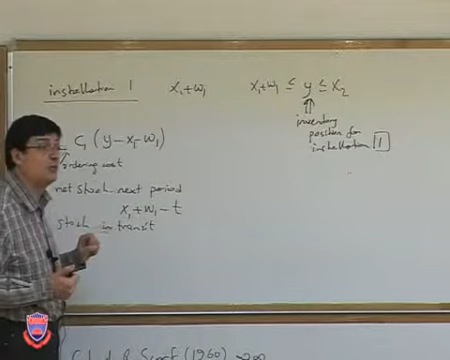 installation 1 x₁+w₁ x₁+w₁ ≤ y ≤ x₂
inventory
position for
installation 1
C₁ (y-x₁-w₁)
ordering cost
net stock next period
x₁+w₁-t
stock in transit
& Scarf (1960)